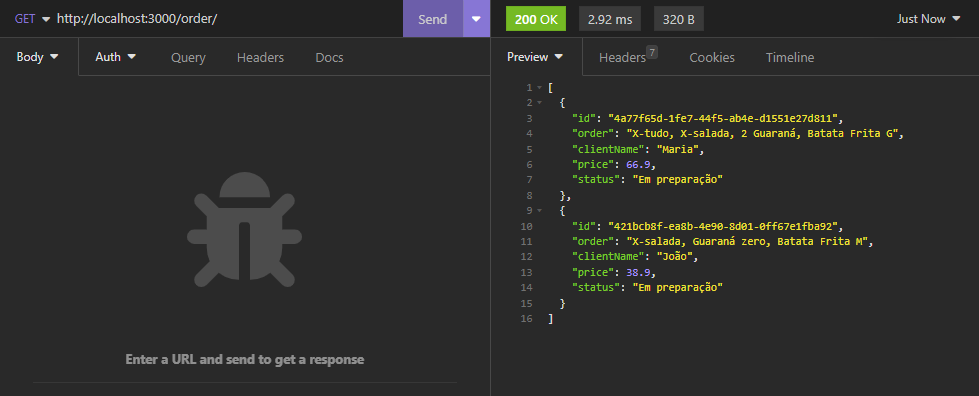 GET http://localhost:3000/order/ Send 200 OK 2.92 ms 320 B Just Now
Body Auth Query Headers Docs Preview Headers 7 Cookies Timeline
1 [
2 {
3 "id": "4a77f65d-1fe7-44f5-ab4e-d1551e27d811",
4 "order": "X-tudo, X-salada, 2 Guaraná, Batata Frita G",
5 "clientName": "Maria",
6 "price": 66.9,
7 "status": "Em preparação"
8 },
9 {
10 "id": "421bcb8f-ea8b-4e90-8d01-0ff67e1fba92",
11 "order": "X-salada, Guaraná zero, Batata Frita M",
12 "clientName": "João",
13 "price": 38.9,
14 "status": "Em preparação"
15 }
16 ]
Enter a URL and send to get a response